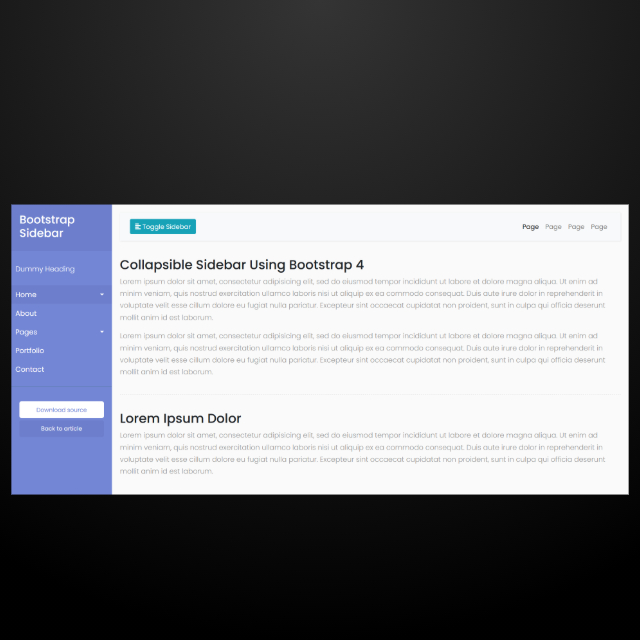 Bootstrap
Sidebar
Dummy Heading
Home
About
Pages
Portfolio
Contact
Download source
Back to article
Toggle Sidebar
Page Page Page Page
Collapsible Sidebar Using Bootstrap 4
Lorem ipsum dolor sit amet, consectetur adipisicing elit, sed do eiusmod tempor incididunt ut labore et dolore magna aliqua. Ut enim ad
minim veniam, quis nostrud exercitation ullamco laboris nisi ut aliquip ex ea commodo consequat. Duis aute irure dolor in reprehenderit in
voluptate velit esse cillum dolore eu fugiat nulla pariatur. Excepteur sint occaecat cupidatat non proident, sunt in culpa qui officia deserunt
mollit anim id est laborum.
Lorem ipsum dolor sit amet, consectetur adipisicing elit, sed do eiusmod tempor incididunt ut labore et dolore magna aliqua. Ut enim ad
minim veniam, quis nostrud exercitation ullamco laboris nisi ut aliquip ex ea commodo consequat. Duis aute irure dolor in reprehenderit in
voluptate velit esse cillum dolore eu fugiat nulla pariatur. Excepteur sint occaecat cupidatat non proident, sunt in culpa qui officia deserunt
mollit anim id est laborum.
Lorem Ipsum Dolor
Lorem ipsum dolor sit amet, consectetur adipisicing elit, sed do eiusmod tempor incididunt ut labore et dolore magna aliqua. Ut enim ad
minim veniam, quis nostrud exercitation ullamco laboris nisi ut aliquip ex ea commodo consequat. Duis aute irure dolor in reprehenderit in
voluptate velit esse cillum dolore eu fugiat nulla pariatur. Excepteur sint occaecat cupidatat non proident, sunt in culpa qui officia deserunt
mollit anim id est laborum.